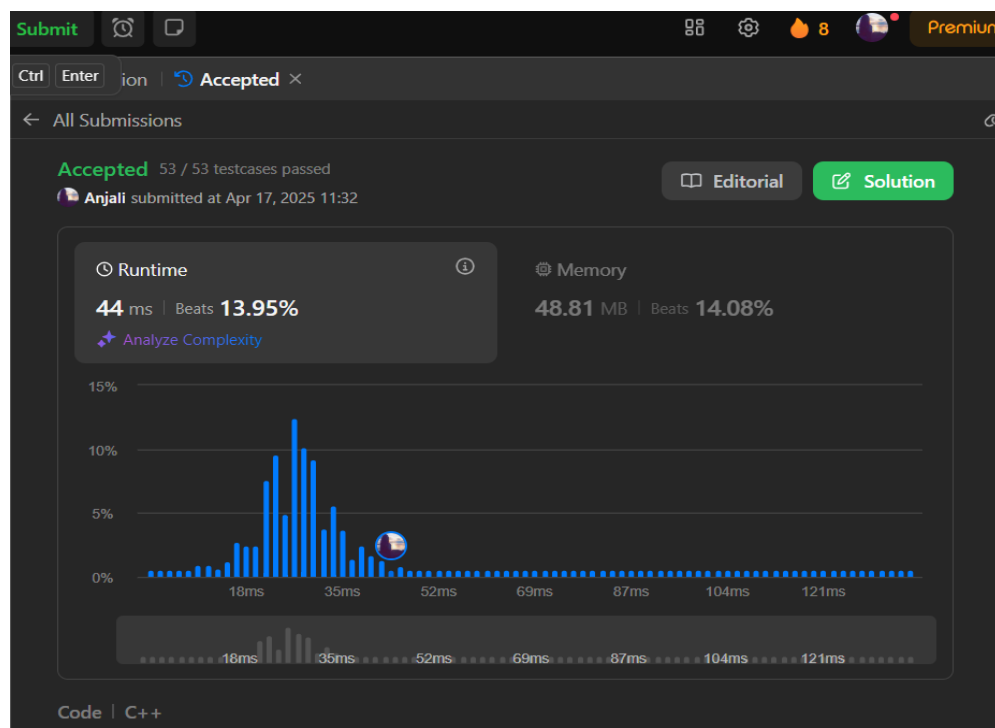 Submit 8 Premiun
Ctrl Enter ion | Accepted ×
← All Submissions
Accepted 53 / 53 testcases passed
Anjali submitted at Apr 17, 2025 11:32
Editorial
Solution
Runtime
44 ms | Beats 13.95%
Analyze Complexity
Memory
48.81 MB | Beats 14.08%
15%
10%
5%
0%
18ms 35ms 52ms 69ms 87ms 104ms 121ms
18ms 35ms 52ms 69ms 87ms 104ms 121ms
Code | C++